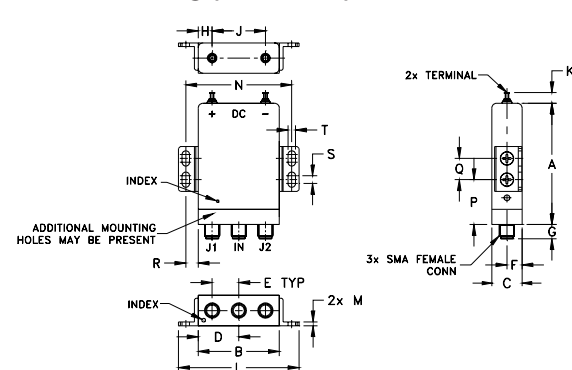 H
J
K
2x TERMINAL
N
+ DC -
T
S
Q
A
INDEX
P
ADDITIONAL MOUNTING
HOLES MAY BE PRESENT
J1 IN J2
G
R
3x SMA FEMALE
CONN
F
C
E TYP
INDEX
2x M
D
B
L